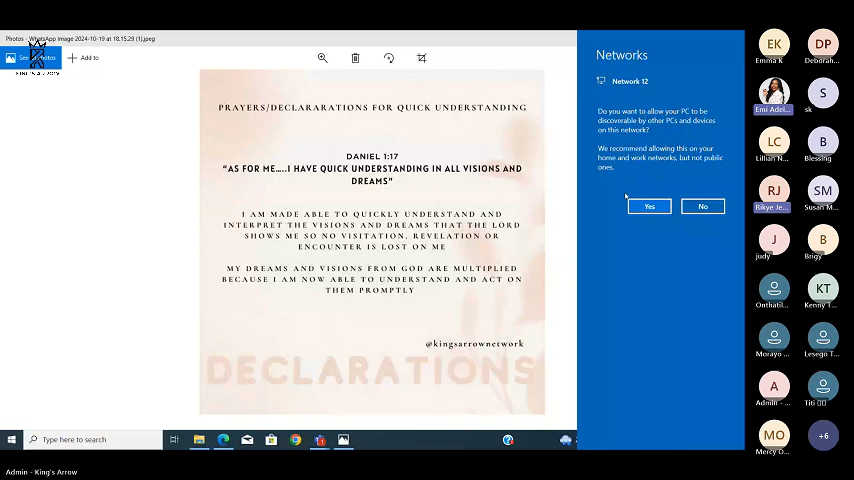 Photos - WhatsApp Image 2024-10-19 at 18.15.29 (1).jpeg
Add to
KING'S ARROW
PRAYERS/DECLARARATIONS FOR QUICK UNDERSTANDING
DANIEL 1:17
“AS FOR ME.....I HAVE QUICK UNDERSTANDING IN ALL VISIONS AND
DREAMS”
I AM MADE ABLE TO QUICKLY UNDERSTAND AND
INTERPRET THE VISIONS AND DREAMS THAT THE LORD
SHOWS ME SO NO VISITATION, REVELATION OR
ENCOUNTER IS LOST ON ME
MY DREAMS AND VISIONS FROM GOD ARE MULTIPLIED
BECAUSE I AM NOW ABLE TO UNDERSTAND AND ACT ON
THEM PROMPTLY
@kingsarrownetwork
DECLARATIONS
Networks
Network 12
Do you want to allow your PC to be
discoverable by other PCs and devices
on this network?
We recommend allowing this on your
home and work networks, but not public
ones.
Yes
No
EK
DP
Emma K
Deborah...
S
Emi Adel...
sk
LC
B
Lillian N...
Blessing
RJ
SM
Rikye Je...
Susan M...
J
B
judy
Brigy
KT
Onthatil...
Kenny T...
Morayo ...
Lesego T...
A
Admin - ...
Titi
MO
+6
Mercy O...
Type here to search
Admin - King's Arrow